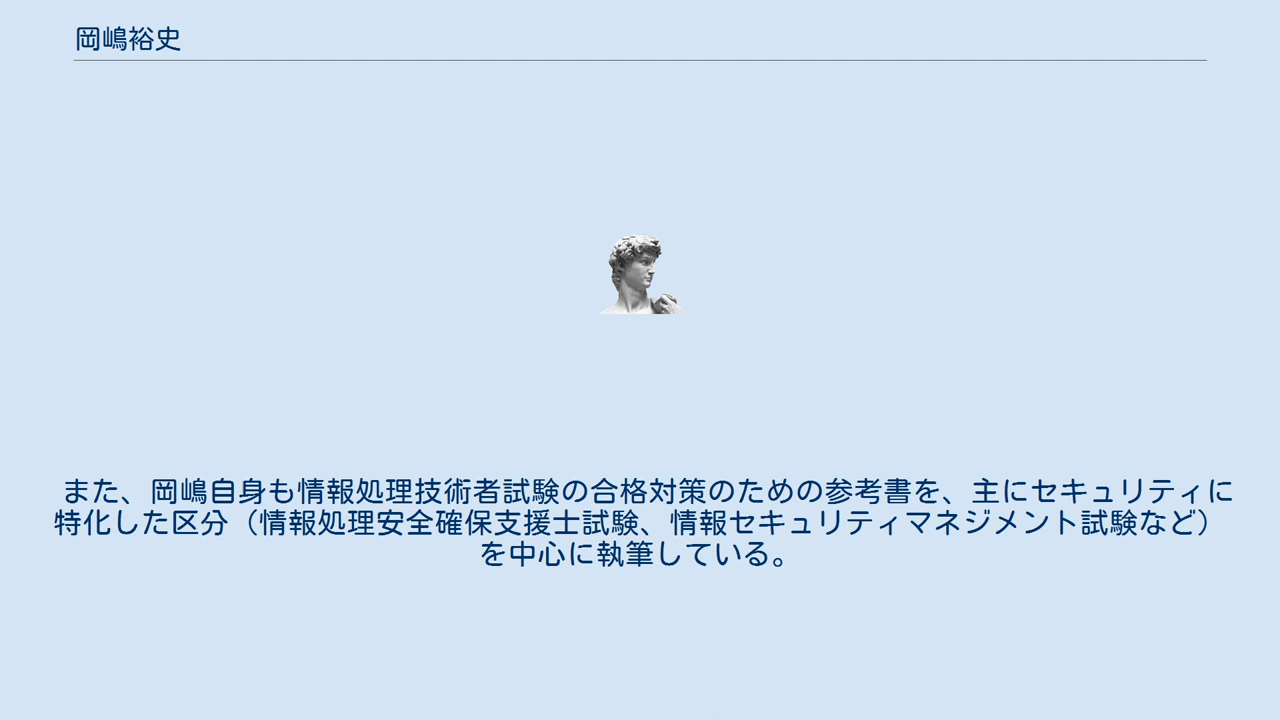 岡嶋裕史
また、岡嶋自身も情報処理技術者試験の合格対策のための参考書を、主にセキュリティに
特化した区分（情報処理安全確保支援士試験、情報セキュリティマネジメント試験など）
を中心に執筆している。